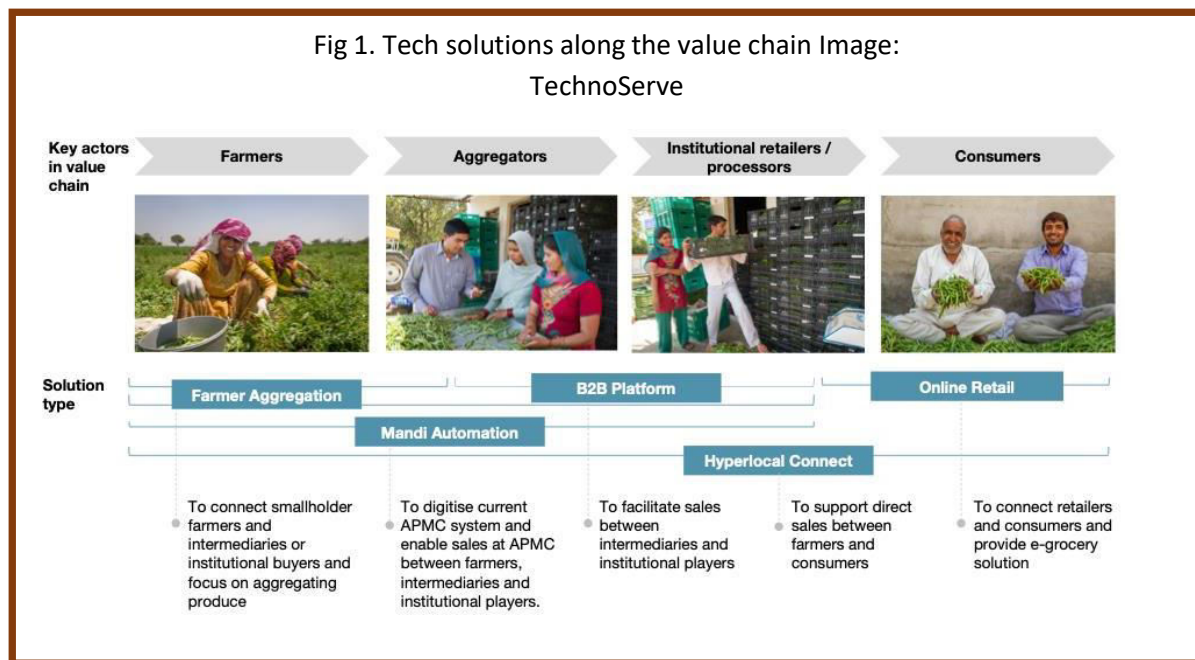 Fig 1. Tech solutions along the value chain Image:
TechnoServe
Key actors
in value
chain
Farmers
Aggregators
Institutional retailers /
processors
Consumers
Solution
type
Farmer Aggregation
B2B Platform
Online Retail
Mandi Automation
Hyperlocal Connect
To connect smallholder
farmers and
intermediaries or
institutional buyers and
focus on aggregating
produce
To digitise current
APMC system and
enable sales at APMC
between farmers,
intermediaries and
institutional players.
To facilitate sales
between
intermediaries and
institutional players
To support direct
sales between
farmers and
consumers
To connect retailers
and consumers and
provide e-grocery
solution